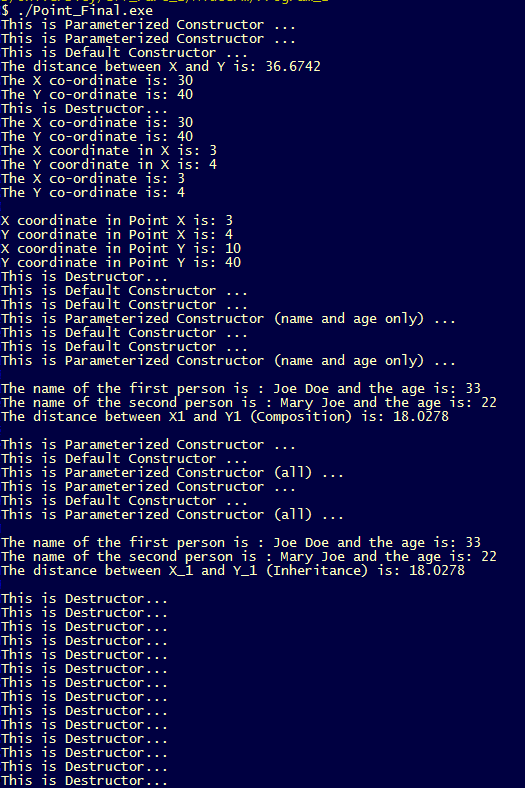 $ ./Point_Final.exe
This is Parameterized Constructor ...
This is Parameterized Constructor ...
This is Default Constructor ...
The distance between X and Y is: 36.6742
The X co-ordinate is: 30
The Y co-ordinate is: 40
This is Destructor...
The X co-ordinate is: 30
The Y co-ordinate is: 40
The X coordinate in X is: 3
The Y coordinate in X is: 4
The X co-ordinate is: 3
The Y co-ordinate is: 4
X coordinate in Point X is: 3
Y coordinate in Point X is: 4
X coordinate in Point Y is: 10
Y coordinate in Point Y is: 40
This is Destructor...
This is Default Constructor ...
This is Default Constructor ...
This is Parameterized Constructor (name and age only) ...
This is Default Constructor ...
This is Default Constructor ...
This is Parameterized Constructor (name and age only) ...
The name of the first person is : Joe Doe and the age is: 33
The name of the second person is : Mary Joe and the age is: 22
The distance between X1 and Y1 (Composition) is: 18.0278
This is Parameterized Constructor ...
This is Default Constructor ...
This is Parameterized Constructor (all) ...
This is Parameterized Constructor ...
This is Default Constructor ...
This is Parameterized Constructor (all) ...
The name of the first person is : Joe Doe and the age is: 33
The name of the second person is : Mary Joe and the age is: 22
The distance between X_1 and Y_1 (Inheritance) is: 18.0278
This is Destructor...
This is Destructor...
This is Destructor...
This is Destructor...
This is Destructor...
This is Destructor...
This is Destructor...
This is Destructor...
This is Destructor...
This is Destructor...
This is Destructor...
This is Destructor...
This is Destructor...
This is Destructor...